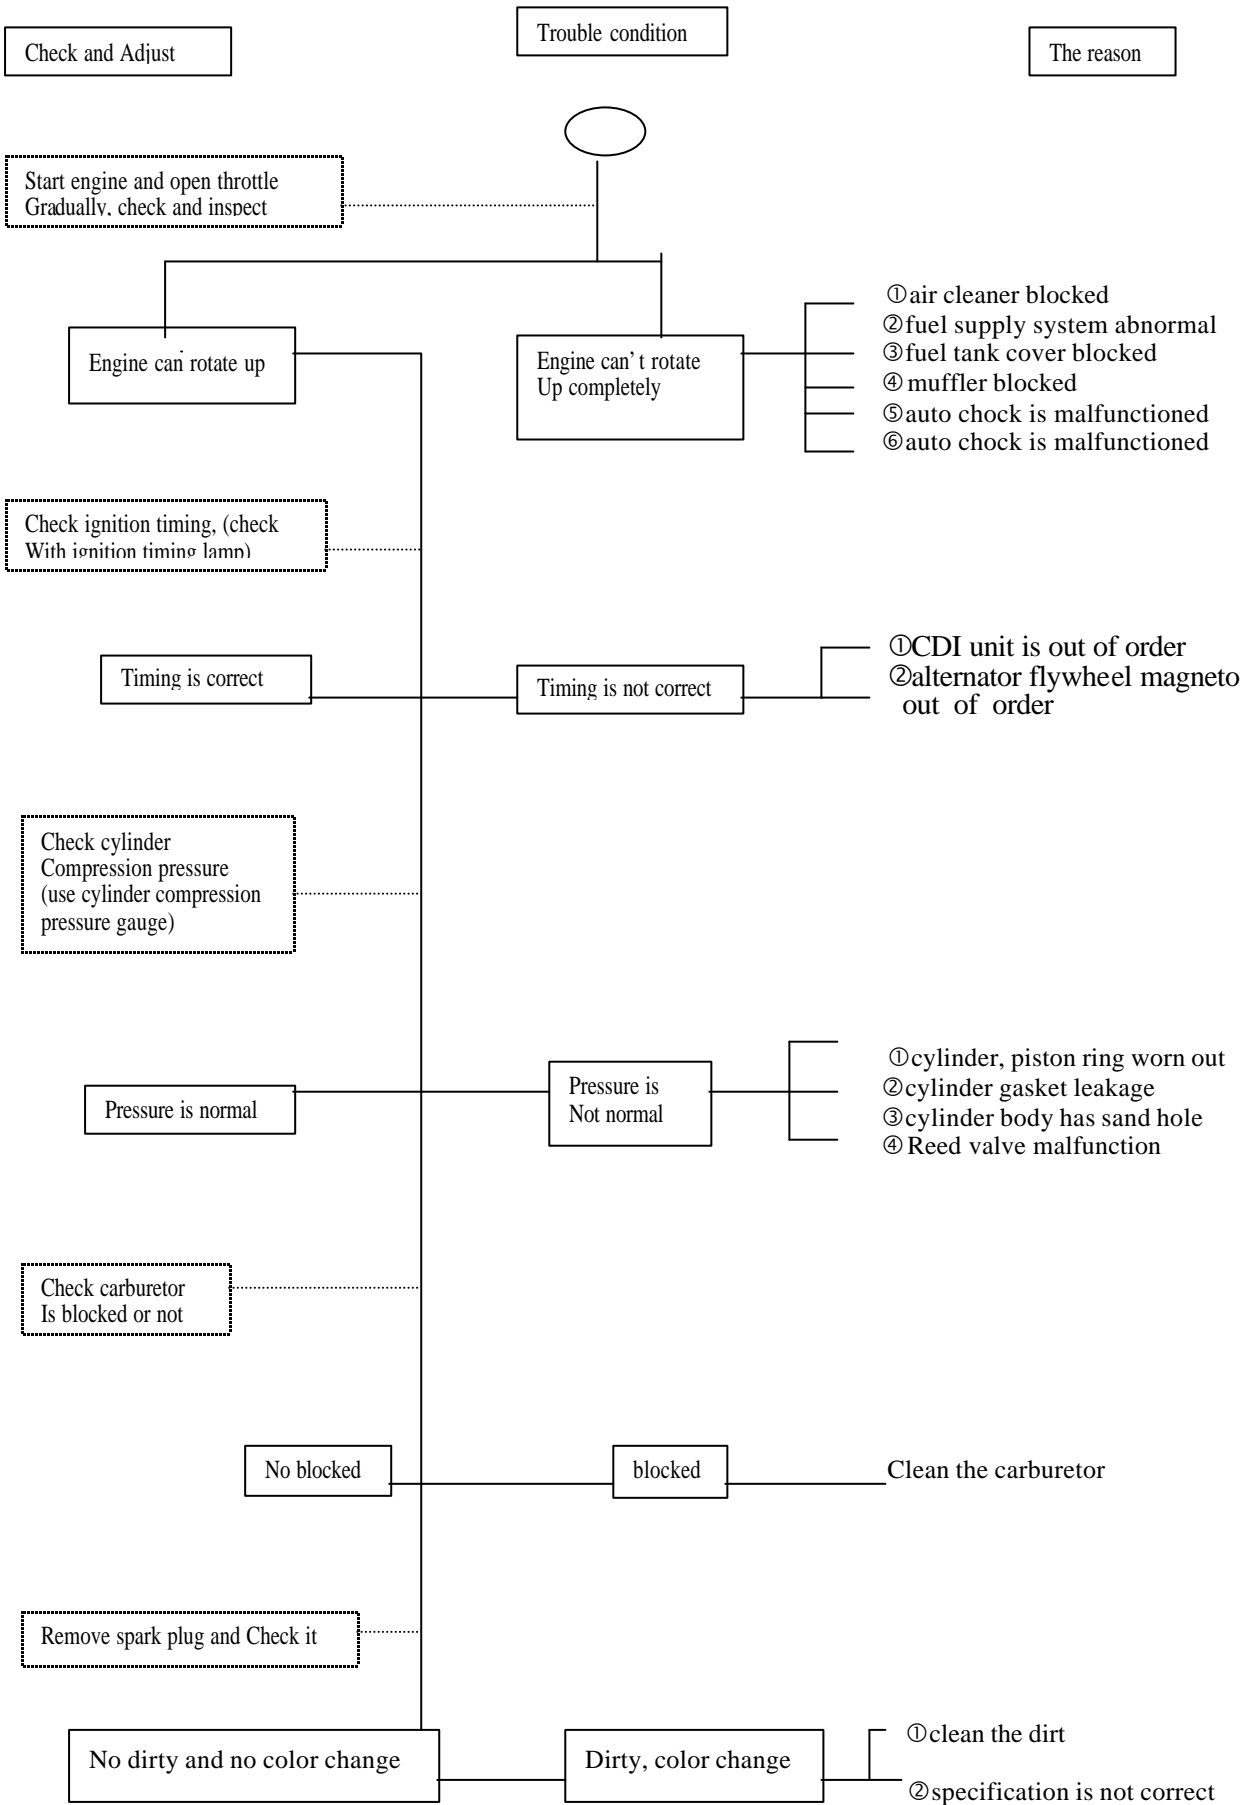 Trouble condition
Check and Adjust
The reason
Start engine and open throttle
Gradually, check and inspect
Engine can rotate up
Engine can't rotate
Up completely
①air cleaner blocked
②fuel supply system abnormal
③fuel tank cover blocked
④muffler blocked
⑤auto chock is malfunctioned
⑥auto chock is malfunctioned
Check ignition timing, (check
With ignition timing lamp)
Timing is correct
Timing is not correct
①CDI unit is out of order
②alternator flywheel magneto
out of order
Check cylinder
Compression pressure
(use cylinder compression
pressure gauge)
Pressure is normal
Pressure is
Not normal
①cylinder, piston ring worn out
②cylinder gasket leakage
③cylinder body has sand hole
④Reed valve malfunction
Check carburetor
Is blocked or not
No blocked
blocked
Clean the carburetor
Remove spark plug and Check it
No dirty and no color change
Dirty, color change
①clean the dirt
②specification is not correct